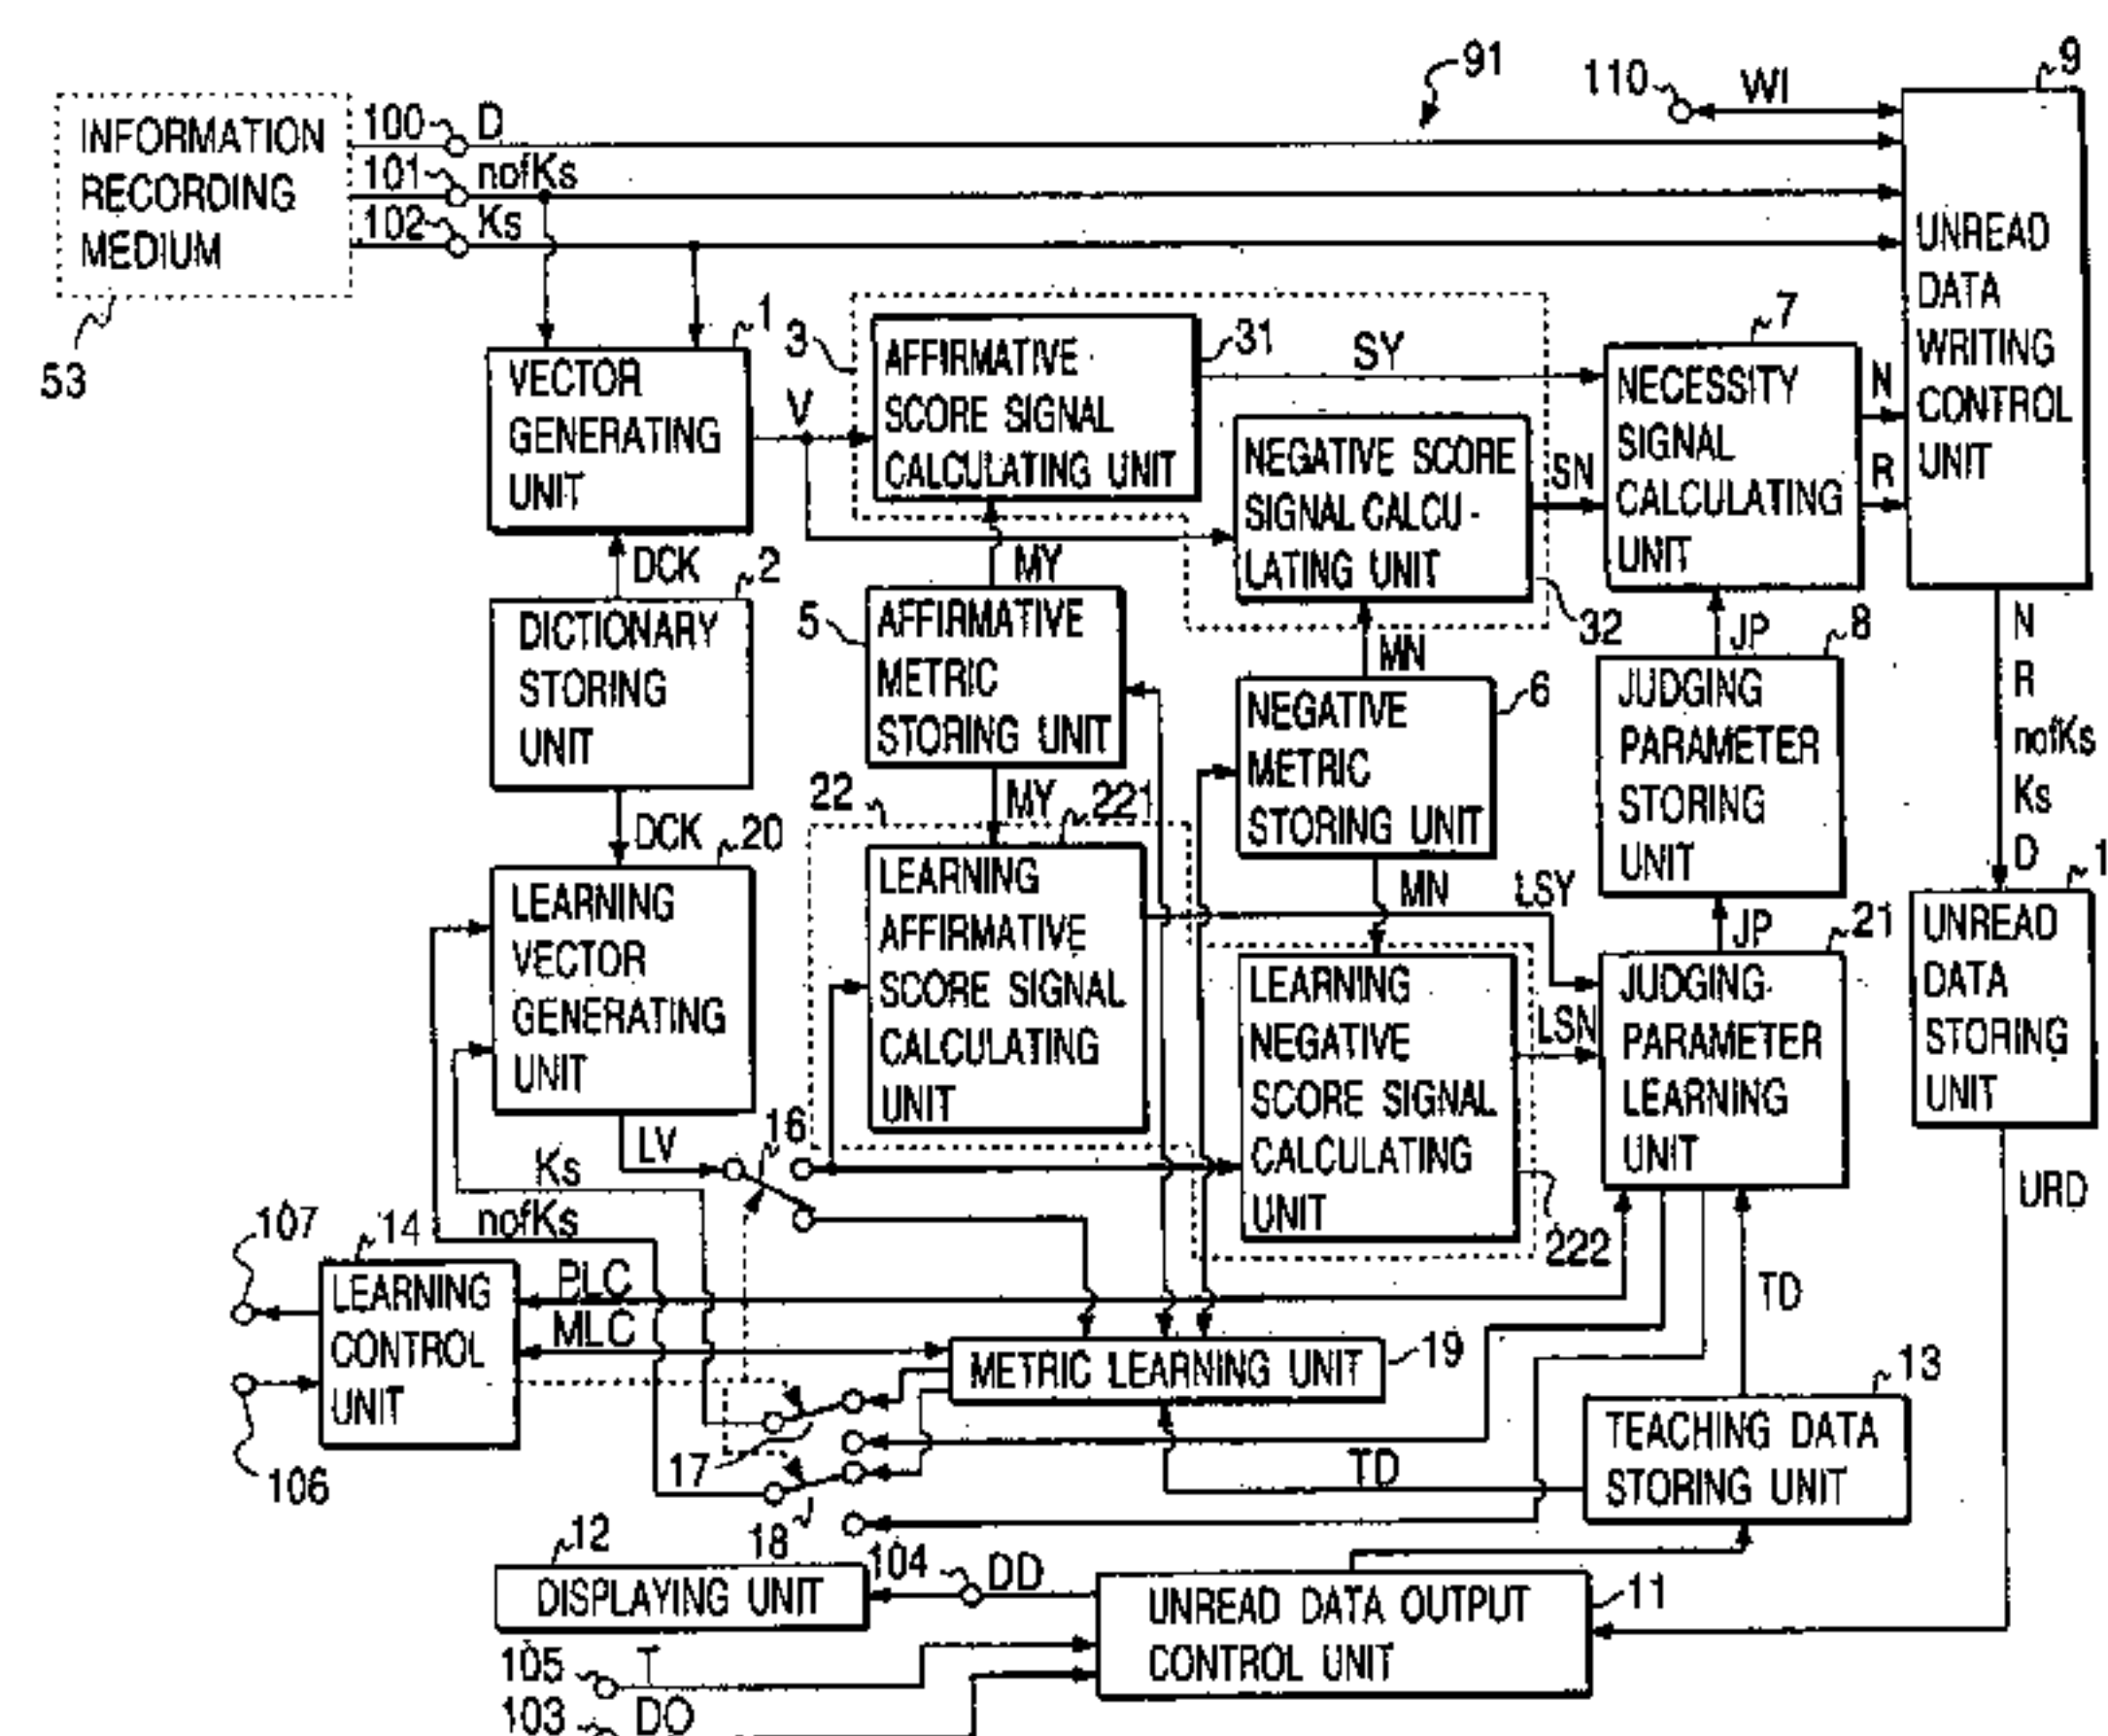 91
110
WI
9
INFORMATION
RECORDING
MEDIUM
53
100
D
101
nofKs
102
Ks
UNREAD
DATA
WRITING
CONTROL
UNIT
1
VECTOR
GENERATING
UNIT
V
3
AFFIRMATIVE
SCORE SIGNAL
CALCULATING UNIT
31
SY
NEGATIVE SCORE
SIGNAL CALCU-
LATING UNIT
32
SN
7
NECESSITY
SIGNAL
CALCULATING
UNIT
N
R
DCK
2
DICTIONARY
STORING
UNIT
DCK
MY
5
AFFIRMATIVE
METRIC
STORING UNIT
MY
MN
6
NEGATIVE
METRIC
STORING UNIT
MN
JP
8
JUDGING
PARAMETER
STORING
UNIT
JP
N
R
nofKs
Ks
D
1
UNREAD
DATA
STORING
UNIT
URD
20
LEARNING
VECTOR
GENERATING
UNIT
LV
16
22
221
LEARNING
AFFIRMATIVE
SCORE SIGNAL
CALCULATING
UNIT
LSY
LEARNING
NEGATIVE
SCORE SIGNAL
CALCULATING
UNIT
222
LSN
21
JUDGING
PARAMETER
LEARNING
UNIT
Ks
nofKs
107
14
LEARNING
CONTROL
UNIT
106
PLC
MLC
METRIC LEARNING UNIT
19
TD
13
TEACHING DATA
STORING UNIT
TD
17
18
12
DISPLAYING UNIT
104
DD
UNREAD DATA OUTPUT
CONTROL UNIT
11
105
T
103
DO